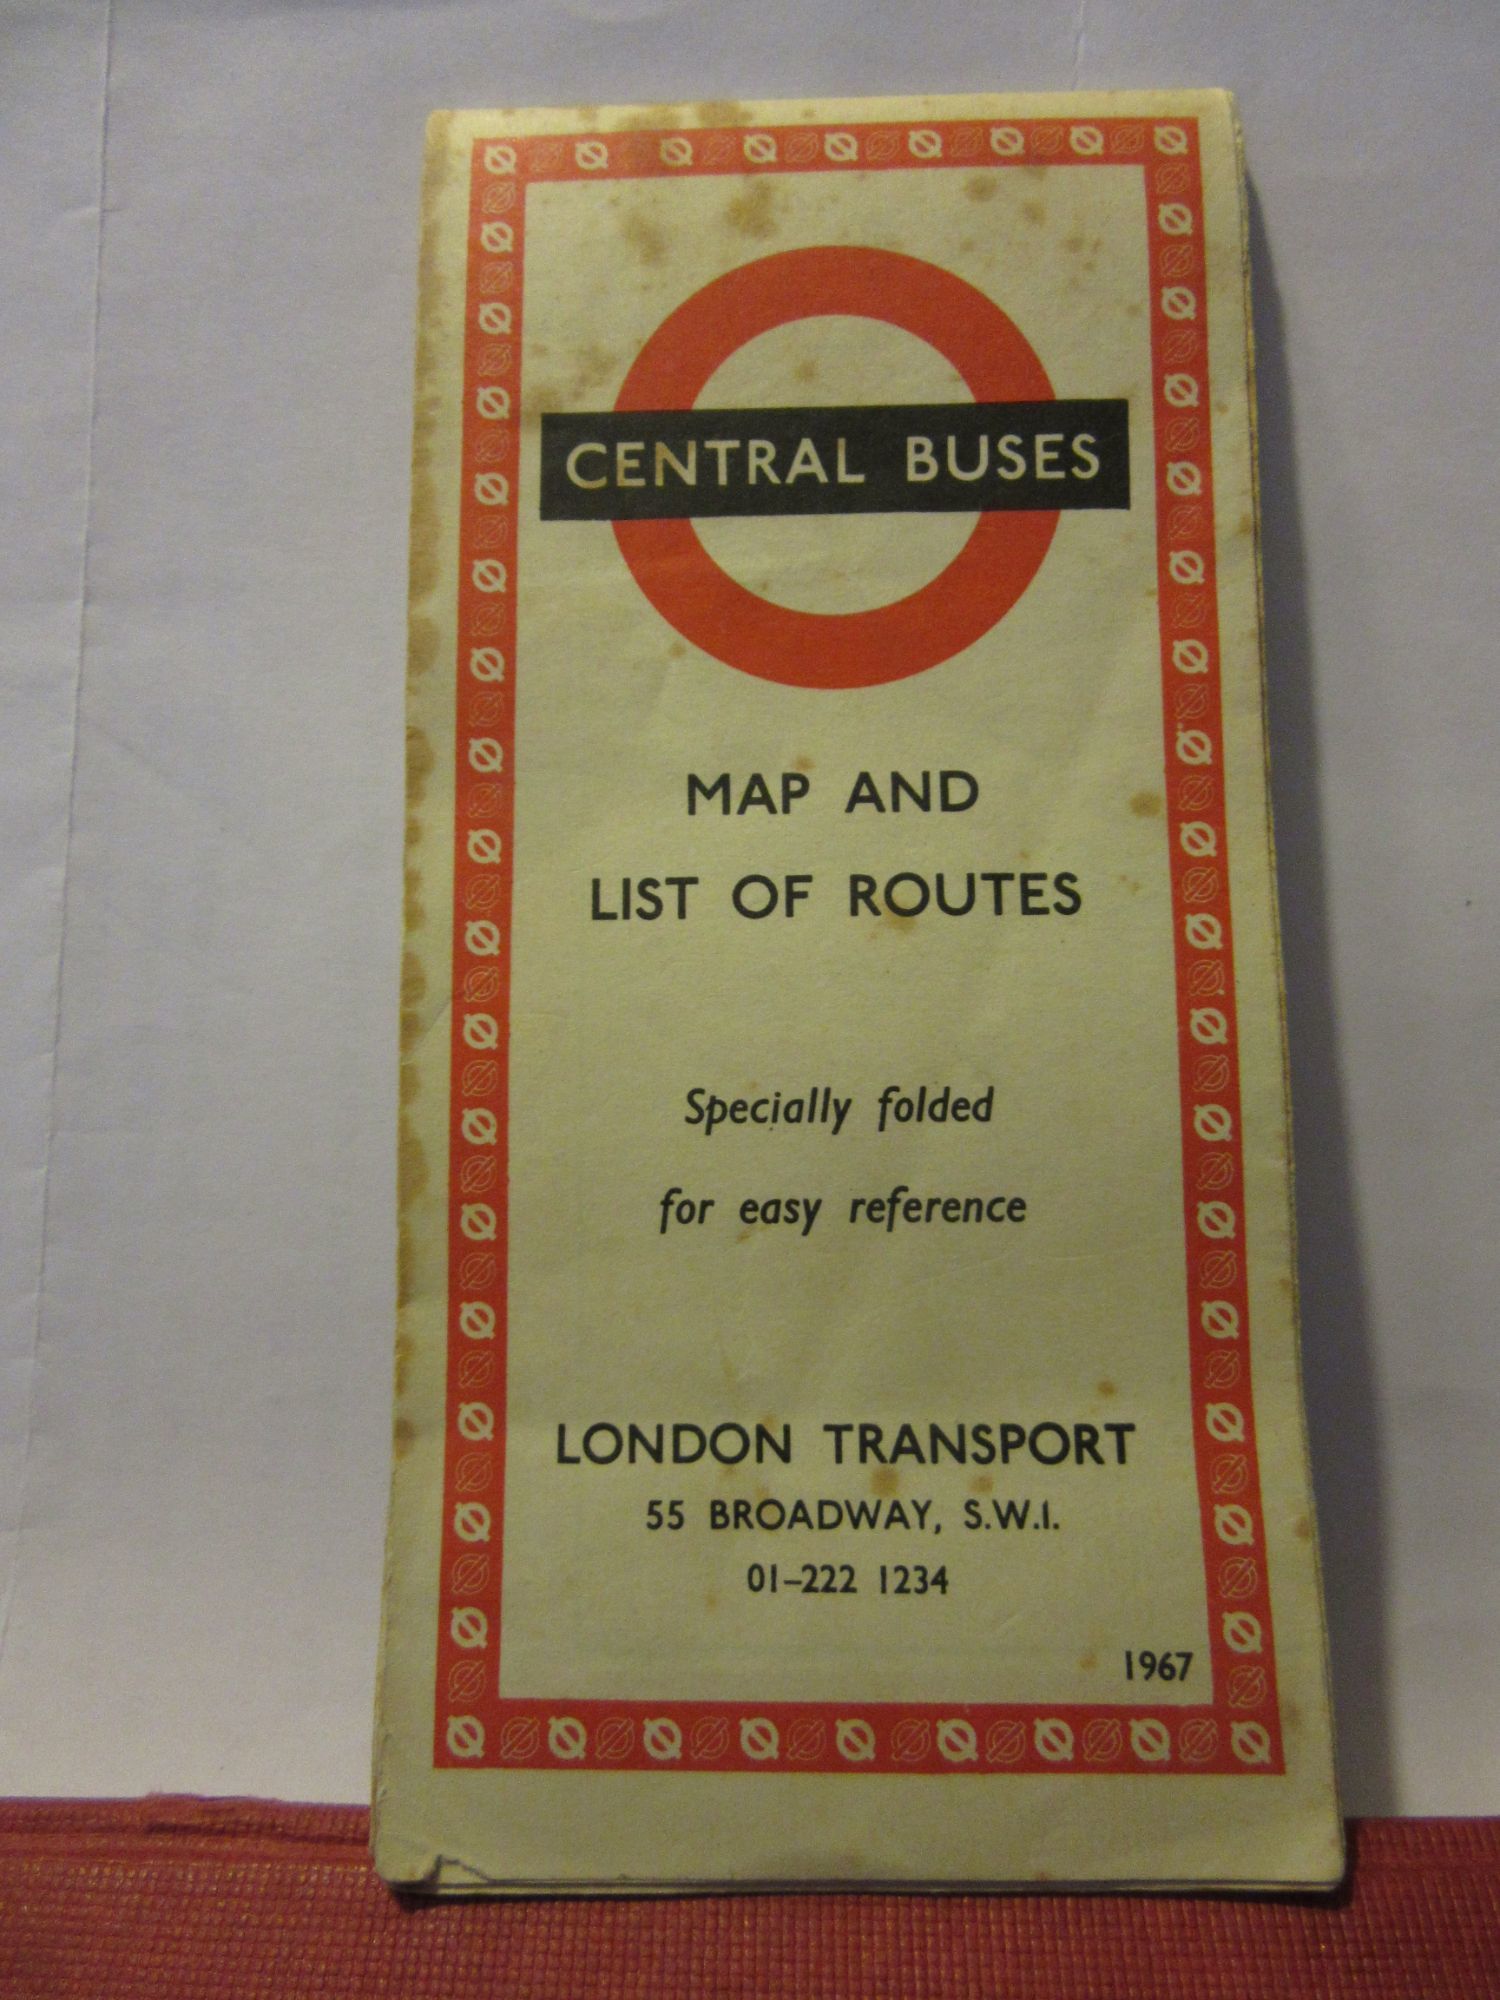 CENTRAL BUSES
MAP AND
LIST OF ROUTES
Specially folded
for easy reference
LONDON TRANSPORT
55 BROADWAY, S.W.1.
01-222 1234
1967